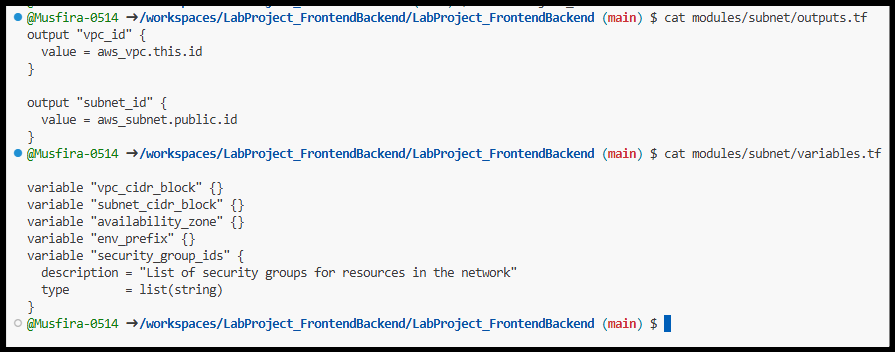 @Musfira-0514 ➜/workspaces/LabProject_FrontendBackend/LabProject_FrontendBackend (main) $ cat modules/subnet/outputs.tf
output "vpc_id" {
  value = aws_vpc.this.id
}

output "subnet_id" {
  value = aws_subnet.public.id
}
@Musfira-0514 ➜/workspaces/LabProject_FrontendBackend/LabProject_FrontendBackend (main) $ cat modules/subnet/variables.tf

variable "vpc_cidr_block" {}
variable "subnet_cidr_block" {}
variable "availability_zone" {}
variable "env_prefix" {}
variable "security_group_ids" {
  description = "List of security groups for resources in the network"
  type        = list(string)
}
@Musfira-0514 ➜/workspaces/LabProject_FrontendBackend/LabProject_FrontendBackend (main) $